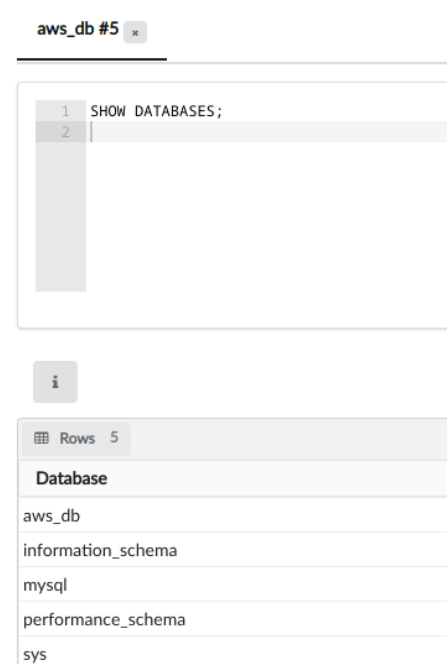 aws_db #5 ×
1 SHOW DATABASES;
2
i
Rows 5
Database
aws_db
information_schema
mysql
performance_schema
sys